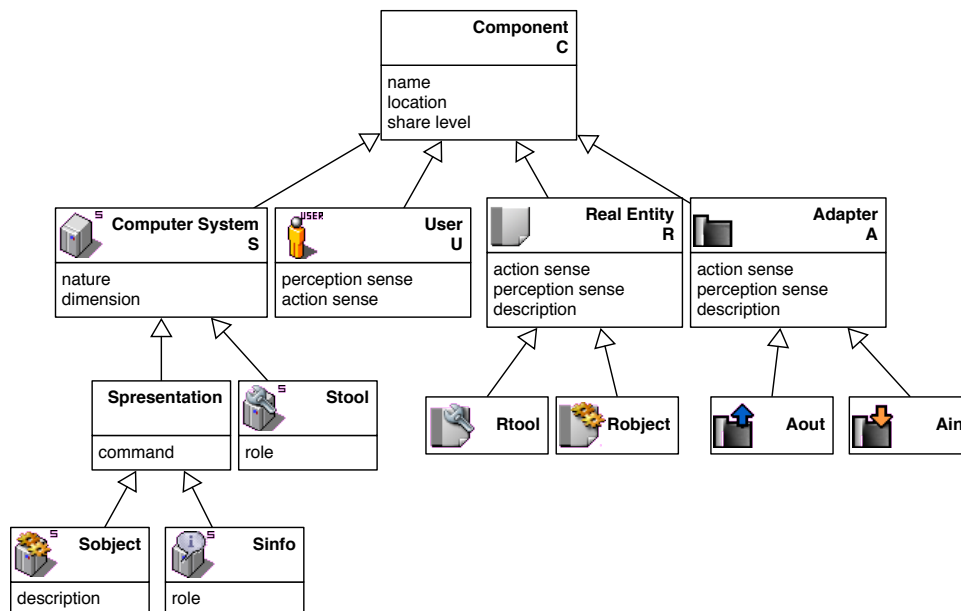 Component
C
name
location
share level
S
Computer System
S
nature
dimension
USER
User
U
perception sense
action sense
Real Entity
R
action sense
perception sense
description
Adapter
A
action sense
perception sense
description
Spresentation
command
S
Stool
role
Rtool
Robject
Aout
Ain
S
Sobject
description
S
i
Sinfo
role